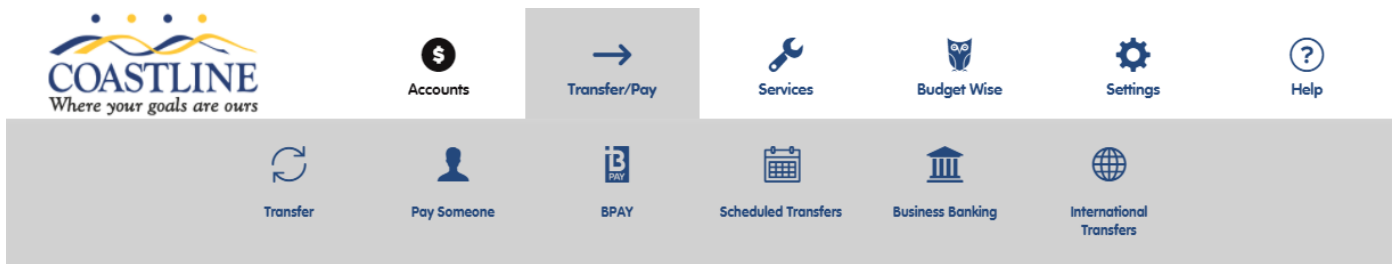 COASTLINE
Where your goals are ours
$
Accounts
Transfer/Pay
Services
Budget Wise
Settings
?
Help
Transfer
Pay Someone
B
PAY
BPAY
Scheduled Transfers
Business Banking
International
Transfers